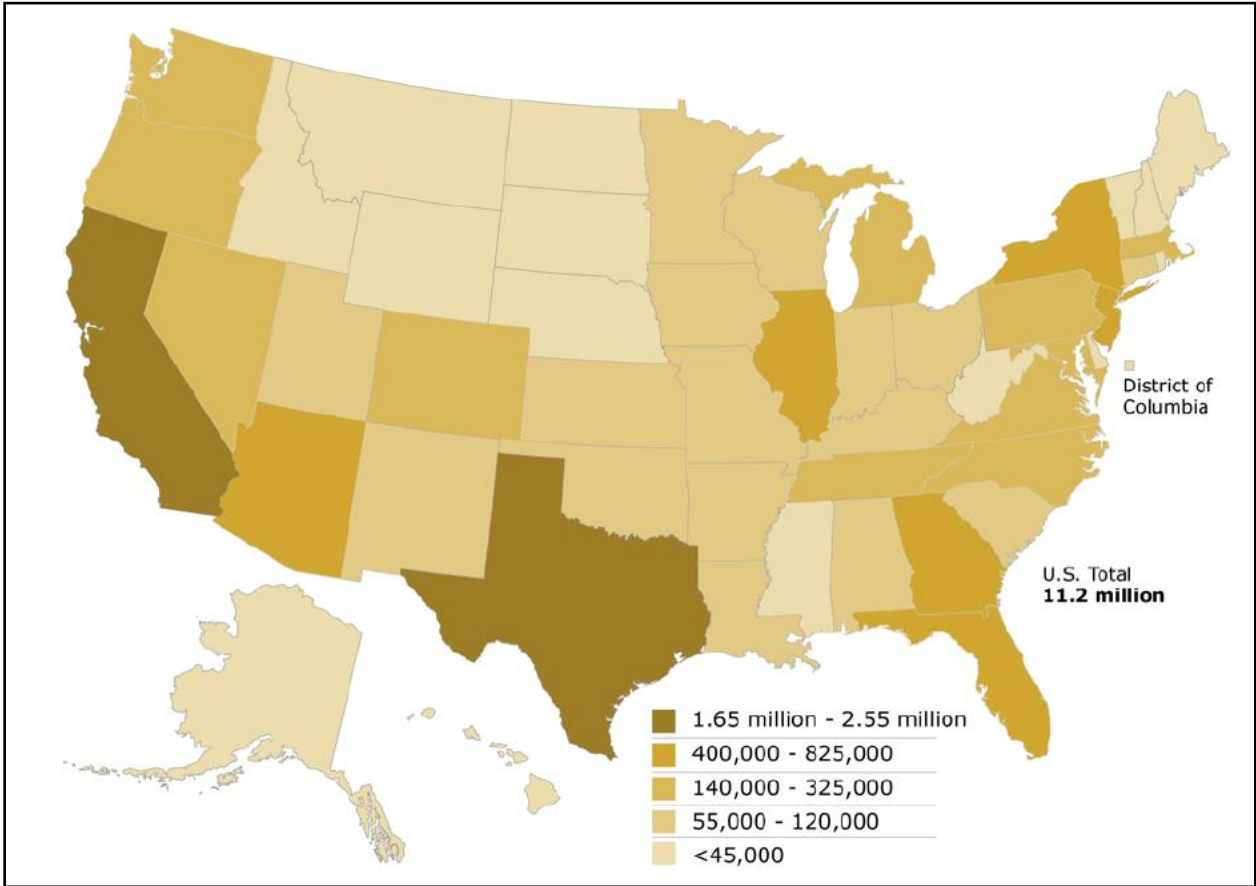 District of
Columbia
U.S. Total
11.2 million
1.65 million - 2.55 million
400,000 - 825,000
140,000 - 325,000
55,000 - 120,000
<45,000